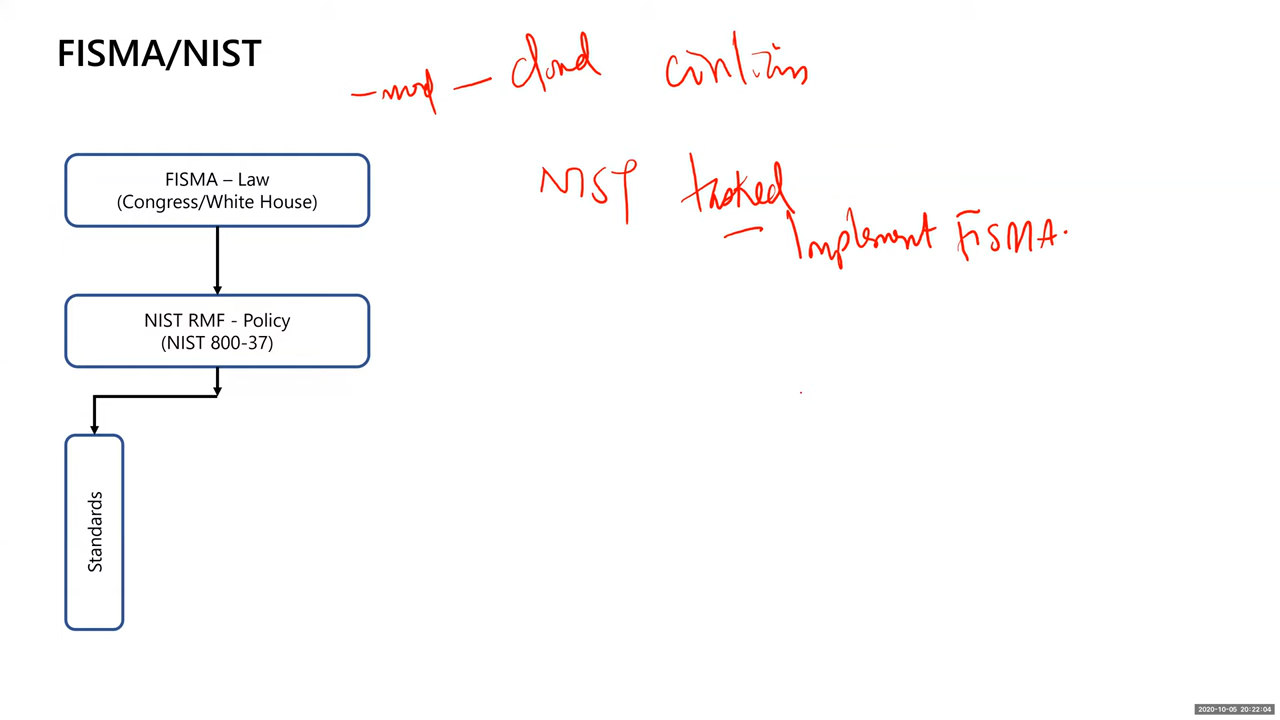 FISMA/NIST
cloud
FISMA – Law
(Congress/White House)
NIST tasked
Implement FISMA.
NIST RMF - Policy
(NIST 800-37)
Standards
2020-10-05 20:22:04